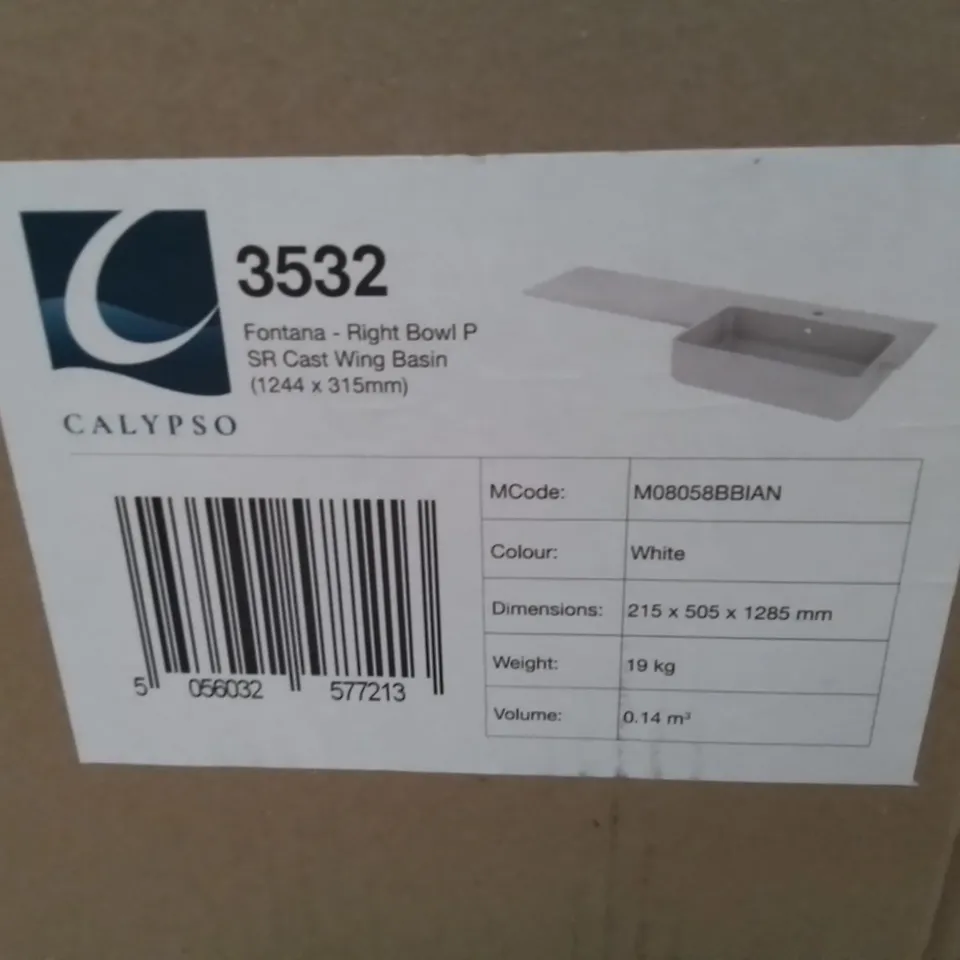 3532
Fontana - Right Bowl P
SR Cast Wing Basin
(1244 x 315mm)
CALYPSO
MCode: M08058BBIAN
Colour: White
Dimensions: 215 x 505 x 1285 mm
Weight: 19 kg
Volume: 0.14 m³
5 056032 577213